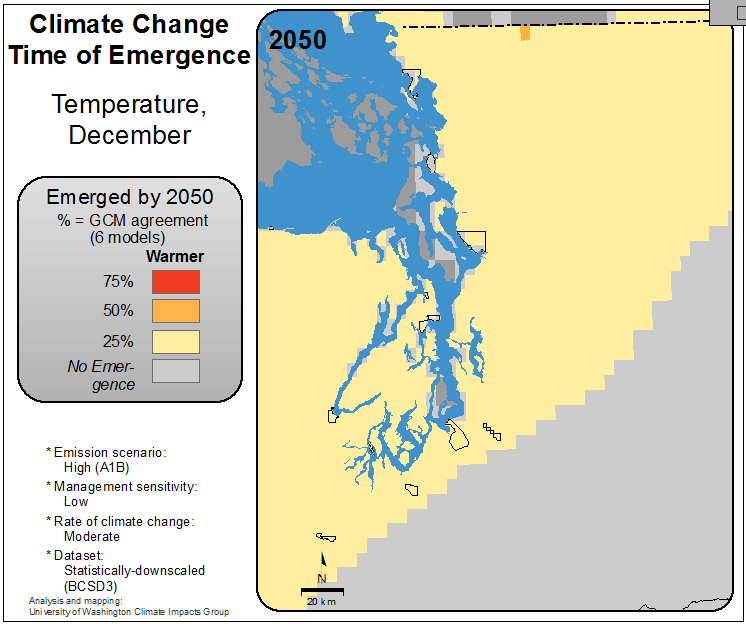 Climate Change
Time of Emergence
Temperature,
December
Emerged by 2050
% = GCM agreement
(6 models)
Warmer
75%
50%
25%
No Emer-
gence
* Emission scenario:
High (A1B)
* Management sensitivity:
Low
* Rate of climate change:
Moderate
* Dataset:
Statistically-downscaled
(BCSD3)
Analysis and mapping:
University of Washington Climate Impacts Group
2050
N
20 km